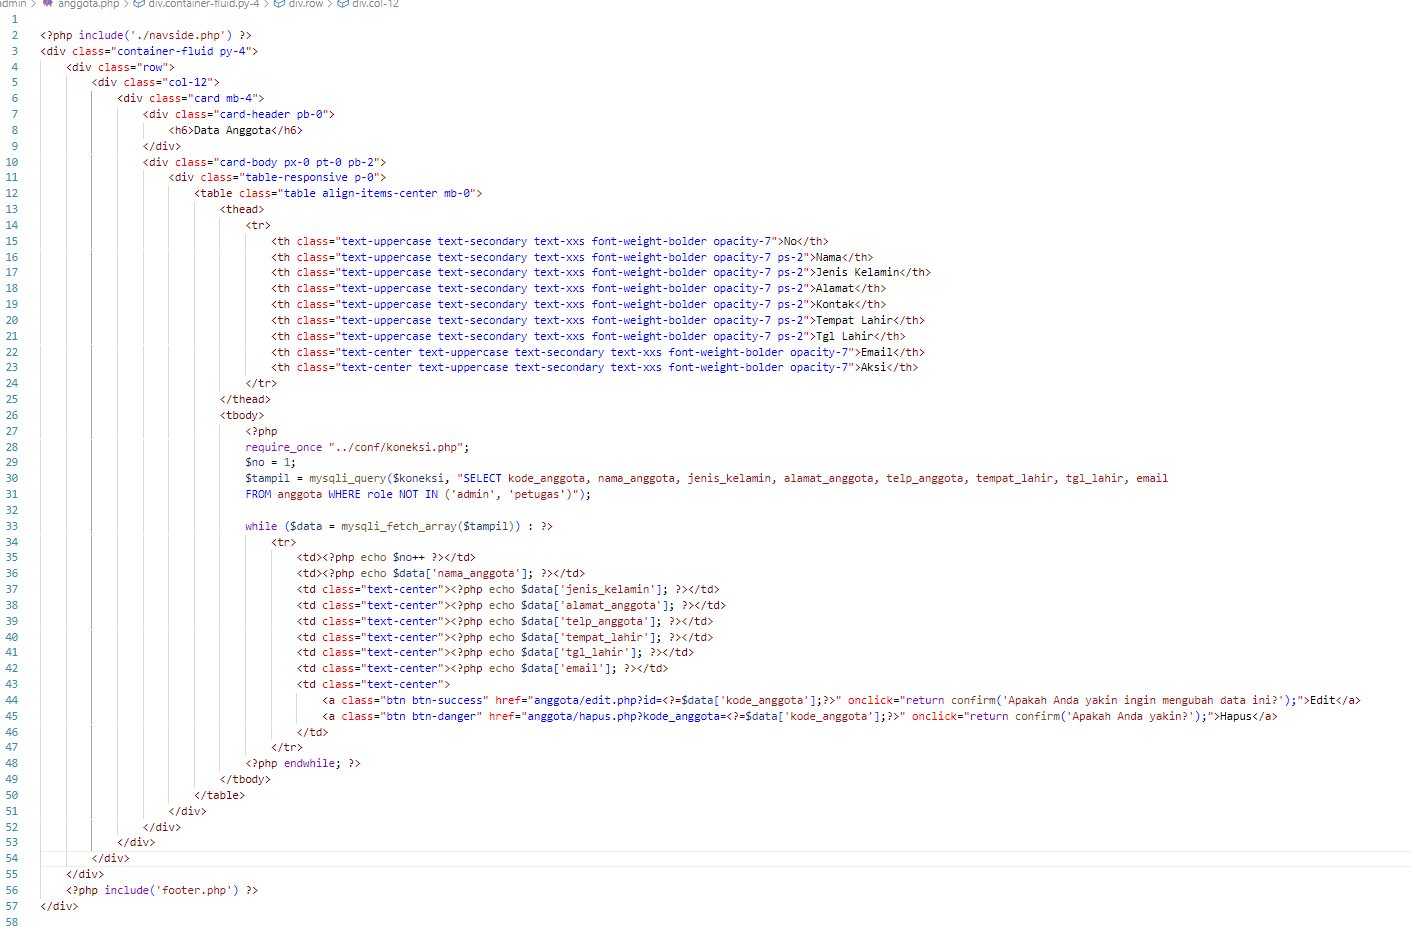 admin > anggota.php > div.container-fluid.py-4 > div.row > div.col-12
1
2 <?php include('./navside.php') ?>
3 <div class="container-fluid py-4">
4 <div class="row">
5 <div class="col-12">
6 <div class="card mb-4">
7 <div class="card-header pb-0">
8 <h6>Data Anggota</h6>
9 </div>
10 <div class="card-body px-0 pt-0 pb-2">
11 <div class="table-responsive p-0">
12 <table class="table align-items-center mb-0">
13 <thead>
14 <tr>
15 <th class="text-uppercase text-secondary text-xxs font-weight-bolder opacity-7">No</th>
16 <th class="text-uppercase text-secondary text-xxs font-weight-bolder opacity-7 ps-2">Nama</th>
17 <th class="text-uppercase text-secondary text-xxs font-weight-bolder opacity-7 ps-2">Jenis Kelamin</th>
18 <th class="text-uppercase text-secondary text-xxs font-weight-bolder opacity-7 ps-2">Alamat</th>
19 <th class="text-uppercase text-secondary text-xxs font-weight-bolder opacity-7 ps-2">Kontak</th>
20 <th class="text-uppercase text-secondary text-xxs font-weight-bolder opacity-7 ps-2">Tempat Lahir</th>
21 <th class="text-uppercase text-secondary text-xxs font-weight-bolder opacity-7 ps-2">Tgl Lahir</th>
22 <th class="text-center text-uppercase text-secondary text-xxs font-weight-bolder opacity-7">Email</th>
23 <th class="text-center text-uppercase text-secondary text-xxs font-weight-bolder opacity-7">Aksi</th>
24 </tr>
25 </thead>
26 <tbody>
27 <?php
28 require_once "../conf/koneksi.php";
29 $no = 1;
30 $tampil = mysqli_query($koneksi, "SELECT kode_anggota, nama_anggota, jenis_kelamin, alamat_anggota, telp_anggota, tempat_lahir, tgl_lahir, email
31 FROM anggota WHERE role NOT IN ('admin', 'petugas')");
32
33 while ($data = mysqli_fetch_array($tampil)) : ?>
34 <tr>
35 <td><?php echo $no++ ?></td>
36 <td><?php echo $data['nama_anggota']; ?></td>
37 <td class="text-center"><?php echo $data['jenis_kelamin']; ?></td>
38 <td class="text-center"><?php echo $data['alamat_anggota']; ?></td>
39 <td class="text-center"><?php echo $data['telp_anggota']; ?></td>
40 <td class="text-center"><?php echo $data['tempat_lahir']; ?></td>
41 <td class="text-center"><?php echo $data['tgl_lahir']; ?></td>
42 <td class="text-center"><?php echo $data['email']; ?></td>
43 <td class="text-center">
44 <a class="btn btn-success" href="anggota/edit.php?id=<?=$data['kode_anggota'];?>" onclick="return confirm('Apakah Anda yakin ingin mengubah data ini?');">Edit</a>
45 <a class="btn btn-danger" href="anggota/hapus.php?kode_anggota=<?=$data['kode_anggota'];?>" onclick="return confirm('Apakah Anda yakin?');">Hapus</a>
46 </td>
47 </tr>
48 <?php endwhile; ?>
49 </tbody>
50 </table>
51 </div>
52 </div>
53 </div>
54 </div>
55 </div>
56 <?php include('footer.php') ?>
57 </div>
58